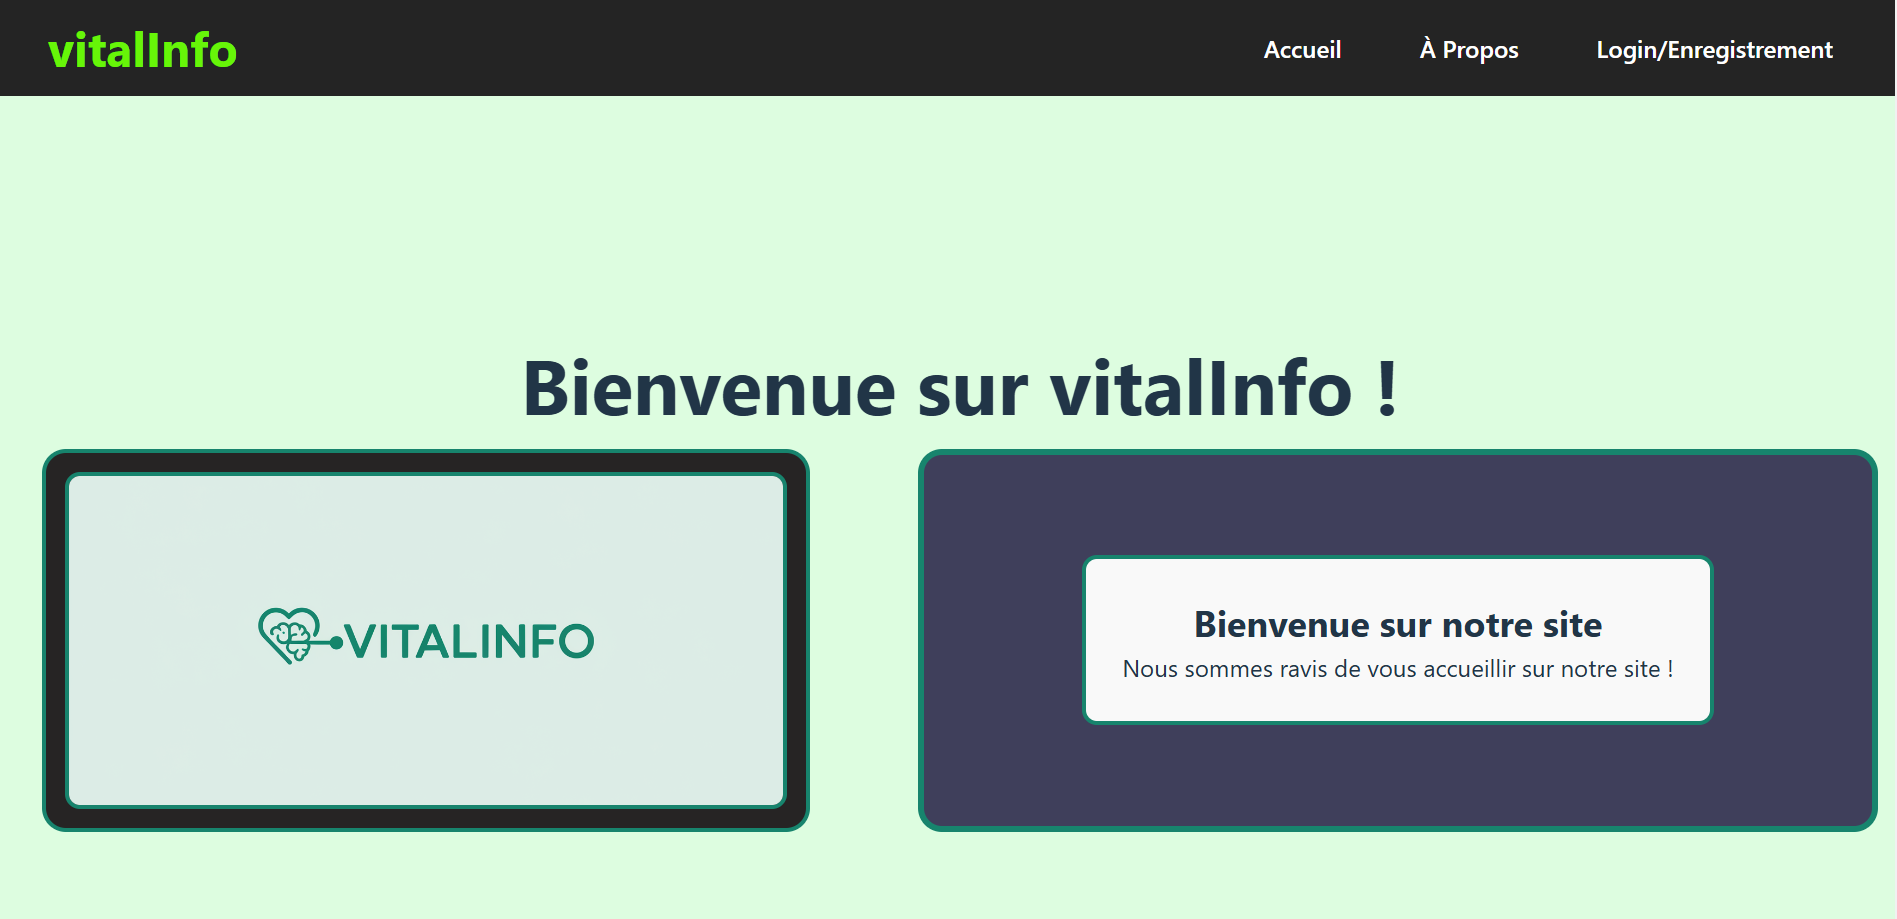 vitalInfo
Accueil
À Propos
Login/Enregistrement
Bienvenue sur vitalInfo !
VITALINFO
Bienvenue sur notre site
Nous sommes ravis de vous accueillir sur notre site !